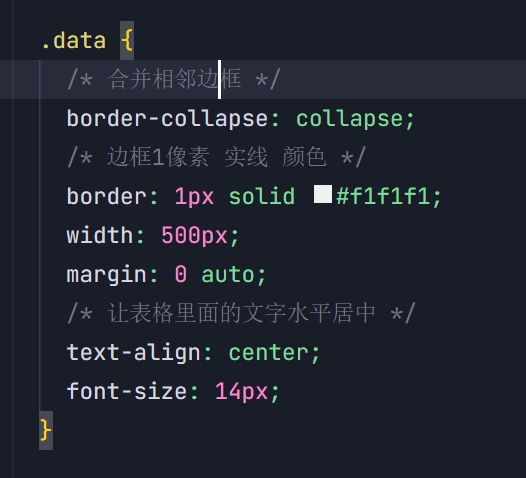 .data {
/* 合并相邻边框 */
border-collapse: collapse;
/* 边框1像素 实线 颜色 */
border: 1px solid #f1f1f1;
width: 500px;
margin: 0 auto;
/* 让表格里面的文字水平居中 */
text-align: center;
font-size: 14px;
}